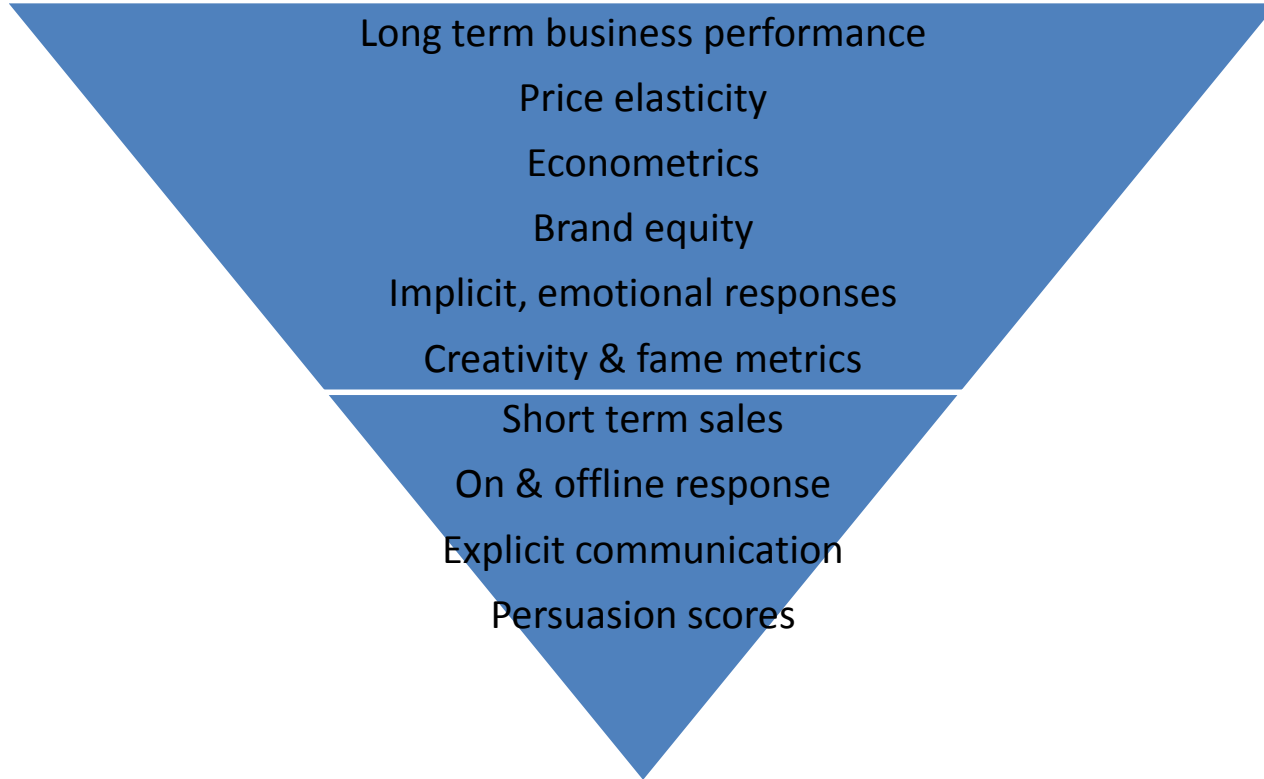 Long term business performance
Price elasticity
Econometrics
Brand equity
Implicit, emotional responses
Creativity & fame metrics
Short term sales
On & offline response
Explicit communication
Persuasion scores